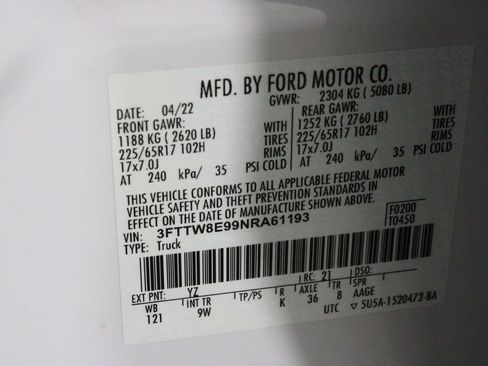 MFD. BY FORD MOTOR CO.
DATE: 04/22 GVWR: 2304 KG ( 5080 LB)
FRONT GAWR: REAR GAWR:
1188 KG ( 2620 LB) WITH 1252 KG ( 2760 LB) WITH
225/65R17 102H TIRES 225/65R17 102H TIRES
17x7.0J RIMS 17x7.0J RIMS
AT 240 kPa/ 35 PSI COLD AT 240 kPa/ 35 PSI COLD
THIS VEHICLE CONFORMS TO ALL APPLICABLE FEDERAL MOTOR
VEHICLE SAFETY AND THEFT PREVENTION STANDARDS IN
EFFECT ON THE DATE OF MANUFACTURE SHOWN ABOVE.
VIN: 3FTTW8E99NRA61193 F0200
TYPE: Truck T0450
EXT PNT: YZ RC: 21 DSO:
WB INT TR TP/PS R AXLE TR SPR
121 9W K 36 8 AAGE
UTC 5U5A-1520472-BA